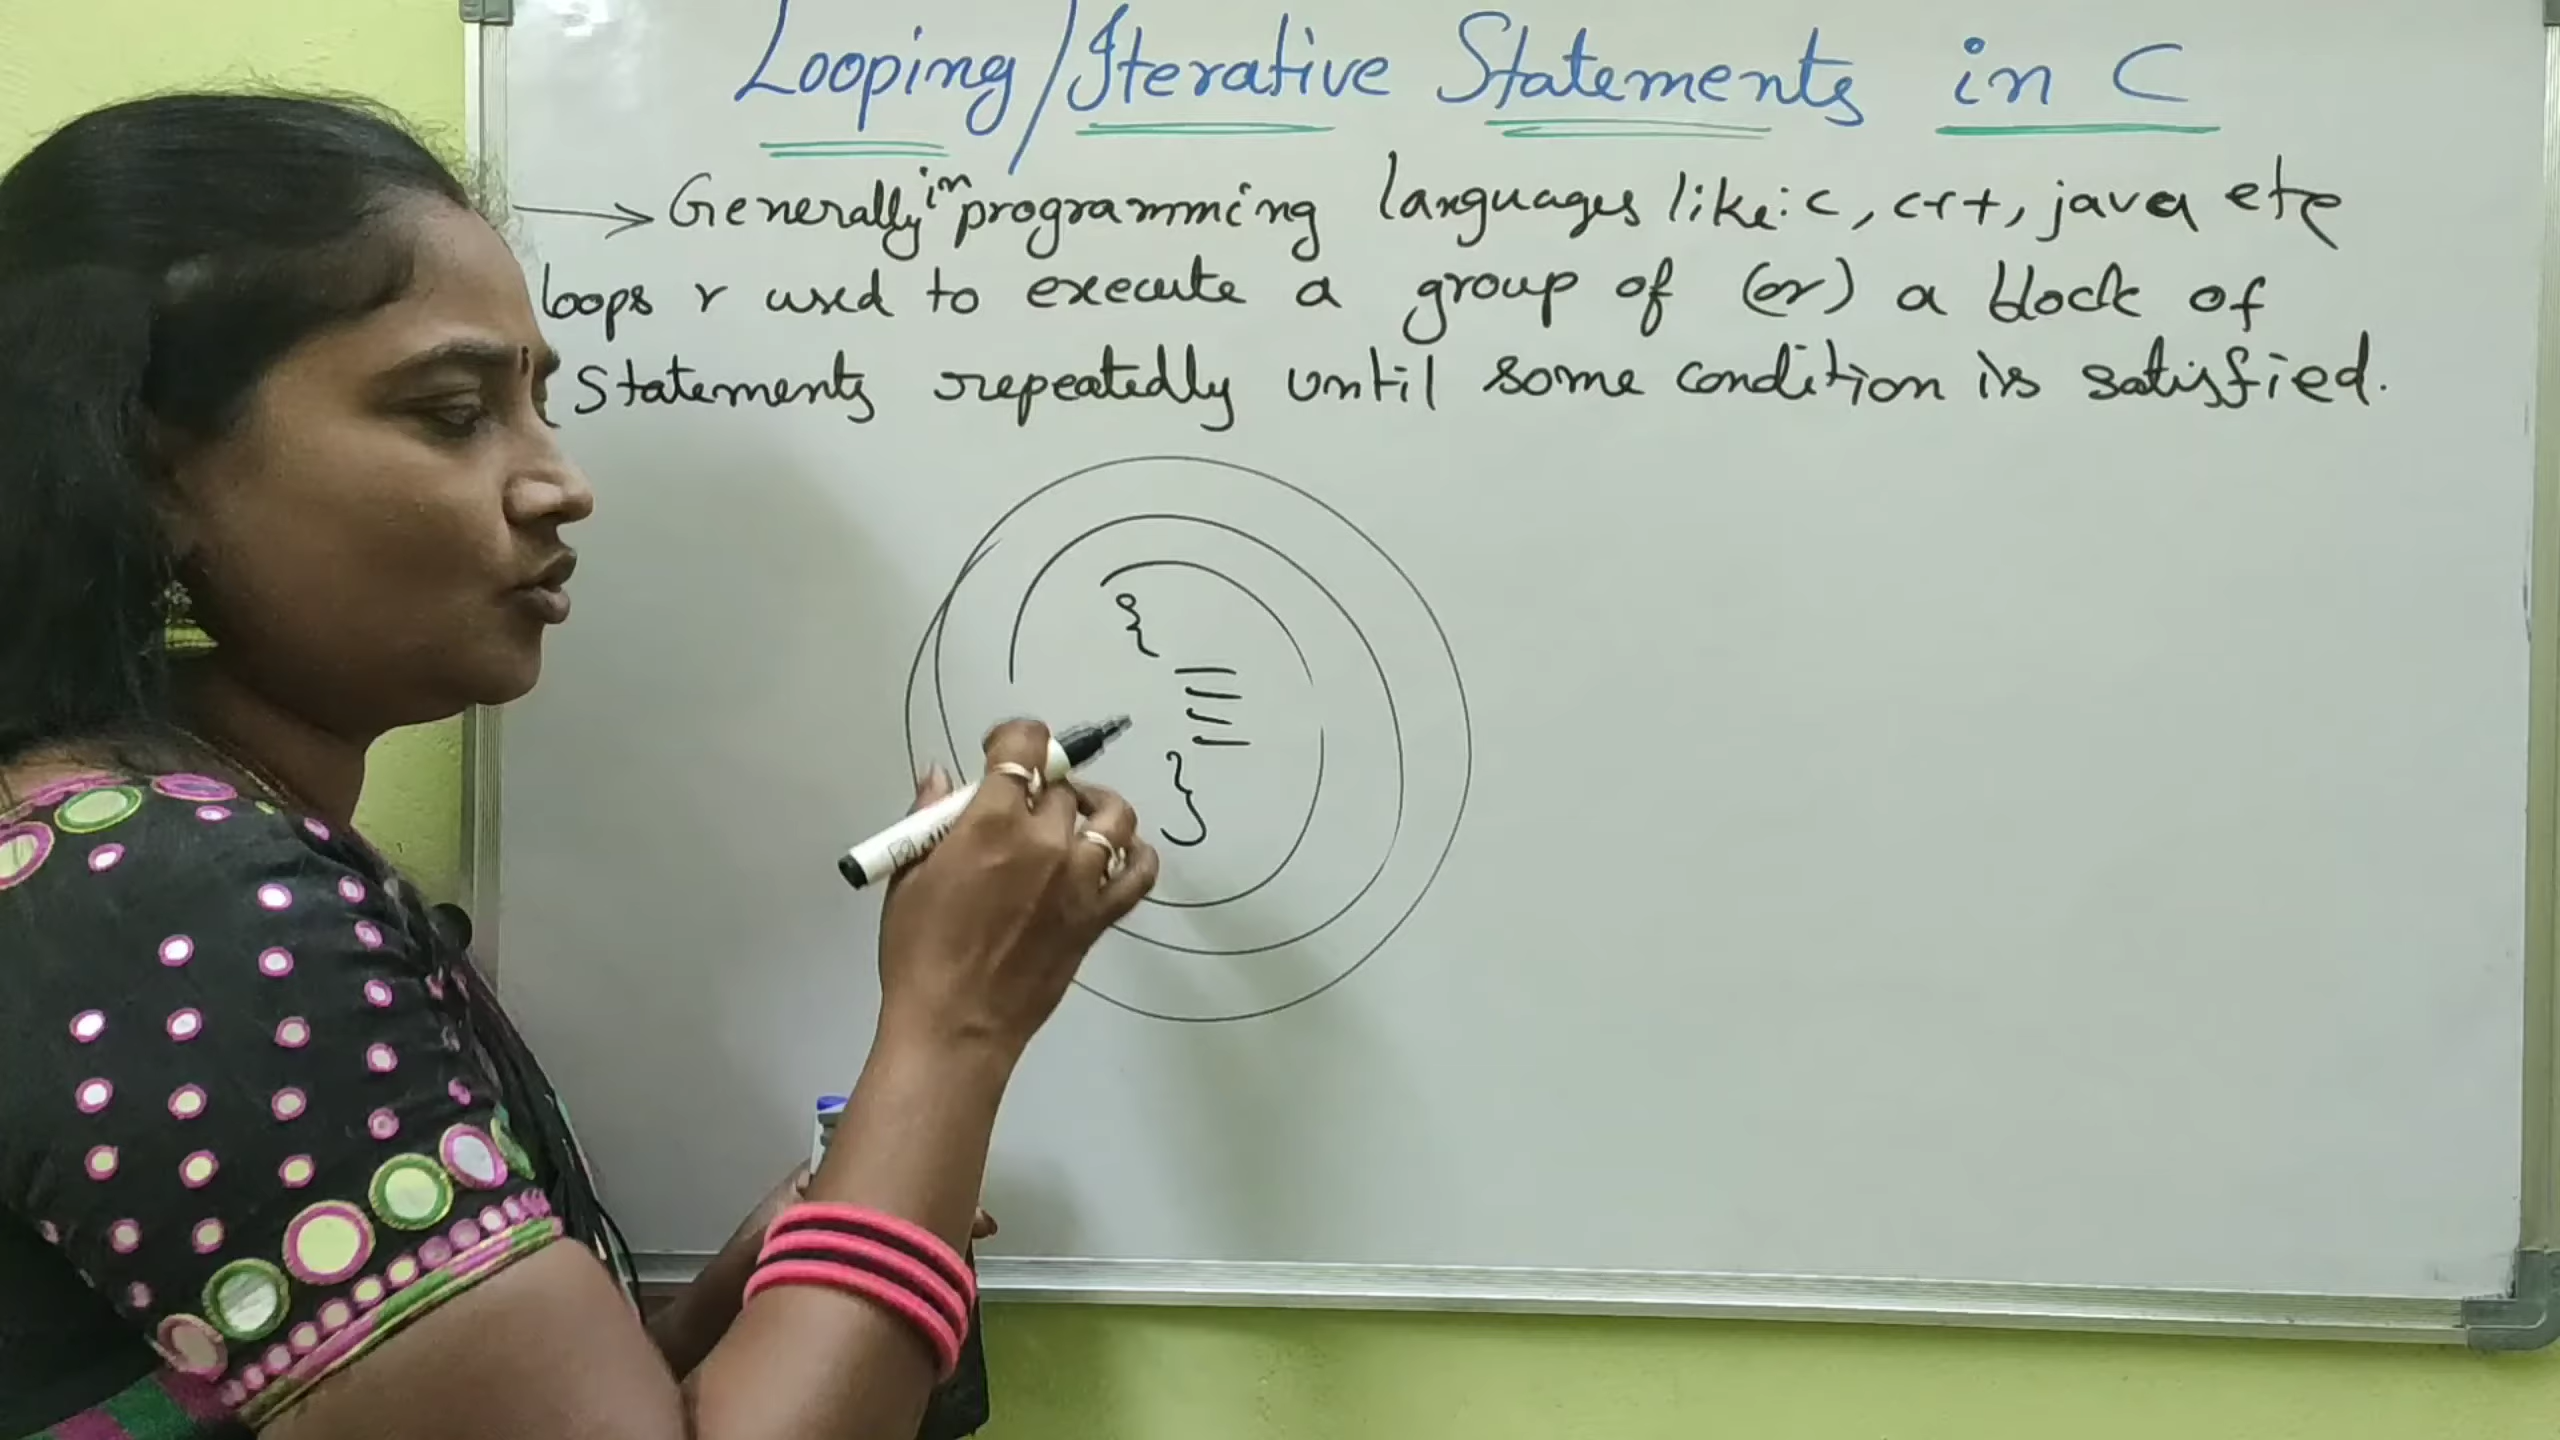 Looping/Iterative Statements in C
Generally in programming languages like: c, c++, java etc
loops r used to execute a group of (or) a block of
Statements repeatedly until some condition is satisfied.
{
}